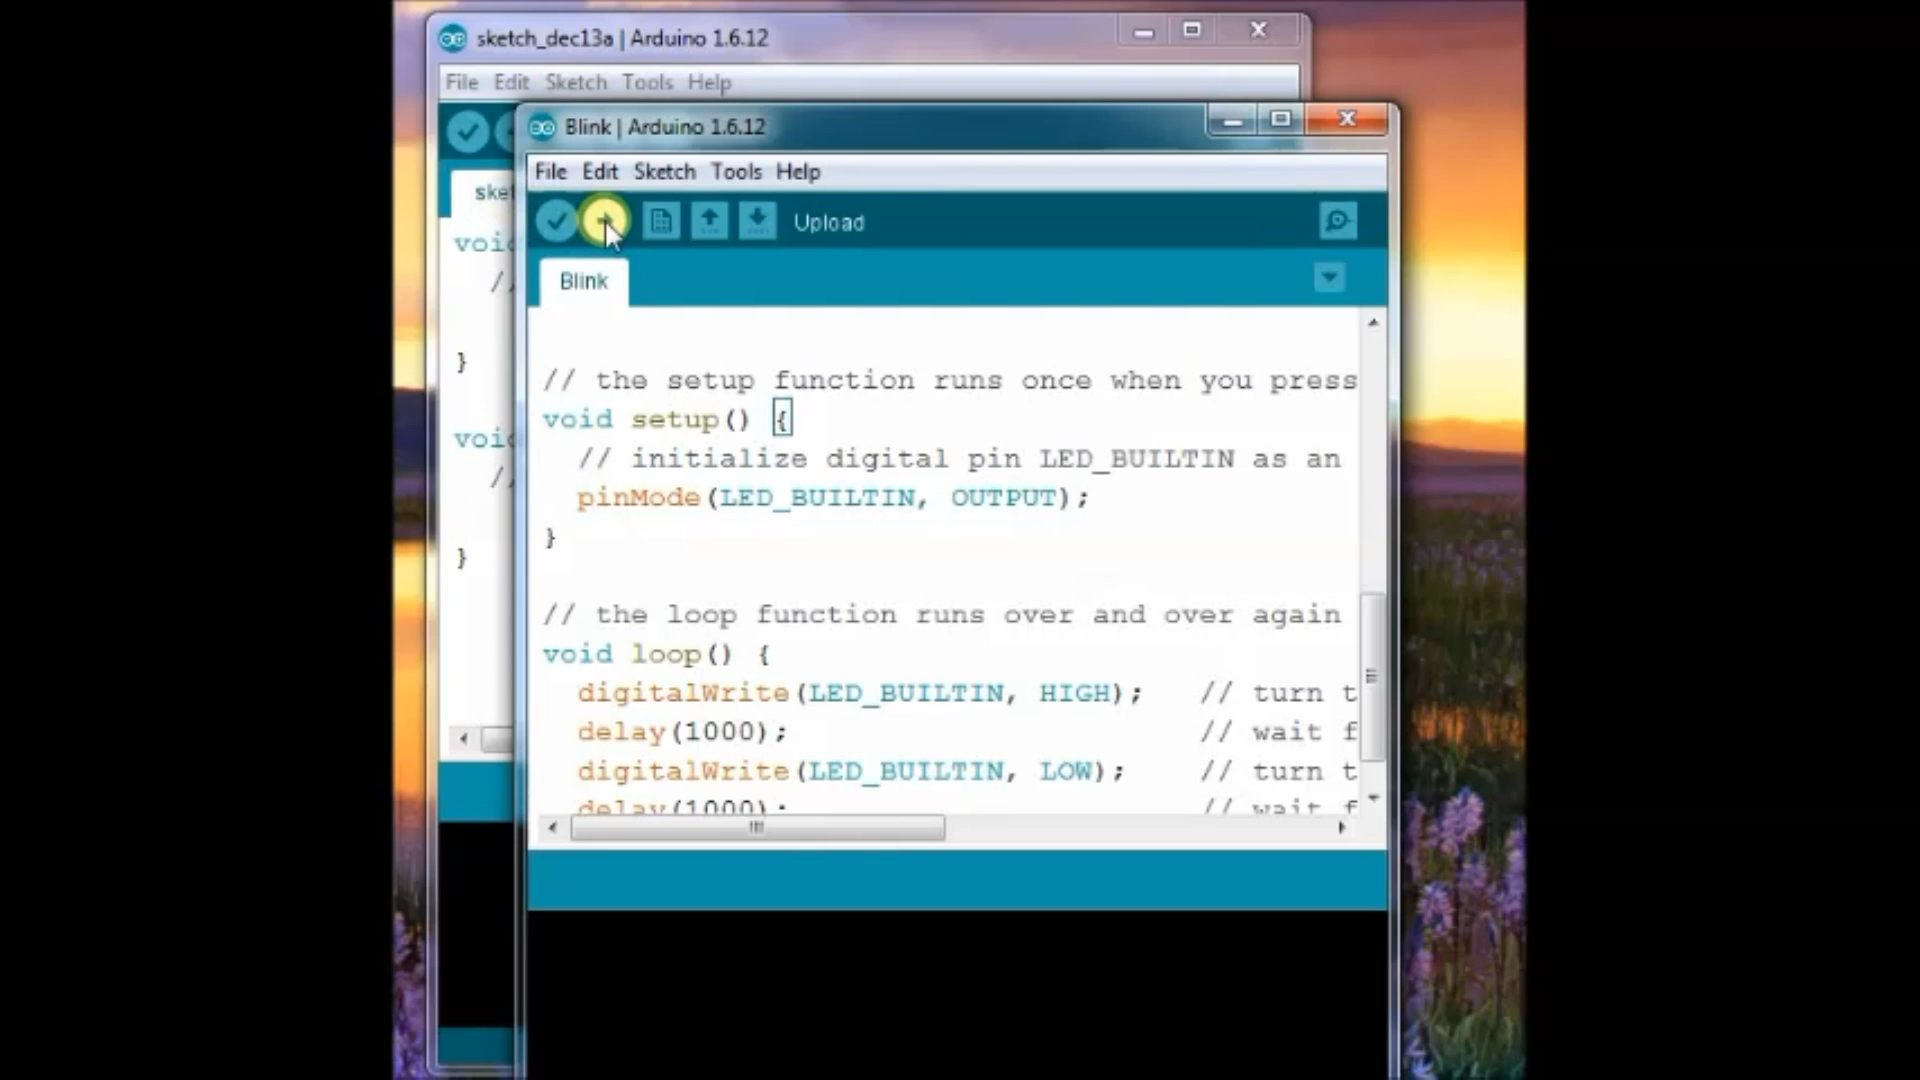 sketch_dec13a | Arduino 1.6.12
File Edit Sketch Tools Help
Blink | Arduino 1.6.12
File Edit Sketch Tools Help
Upload
Blink
// the setup function runs once when you press
void setup() {
// initialize digital pin LED_BUILTIN as an
pinMode(LED_BUILTIN, OUTPUT);
}
// the loop function runs over and over again
void loop() {
digitalWrite(LED_BUILTIN, HIGH); // turn t
delay(1000); // wait f
digitalWrite(LED_BUILTIN, LOW); // turn t
delay(1000); // wait f
ske
void
//
}
void
//
}